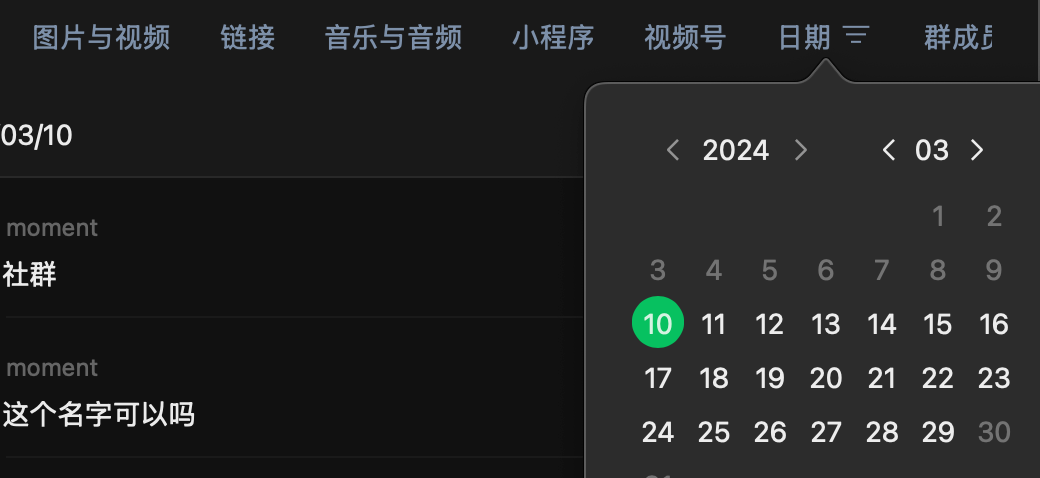 图片与视频 链接 音乐与音频 小程序 视频号 日期 群成员
/03/10
2024 03
1 2
3 4 5 6 7 8 9
10 11 12 13 14 15 16
17 18 19 20 21 22 23
24 25 26 27 28 29 30
moment
社群
moment
这个名字可以吗